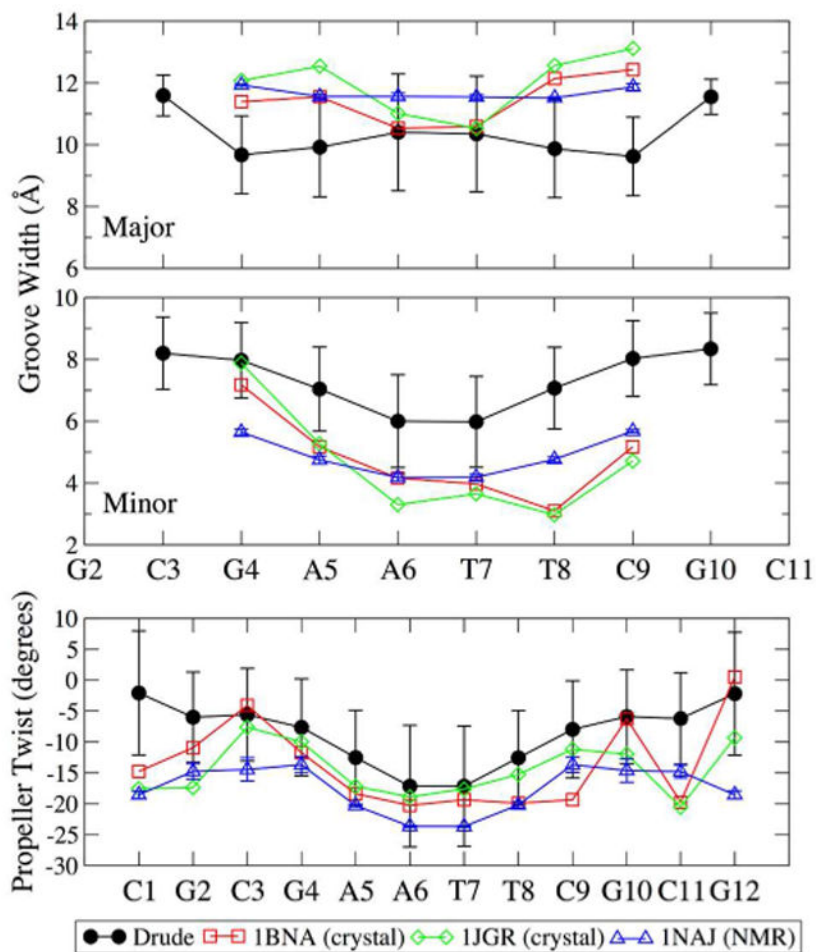 14
12
10
8
6
Major
Groove Width (Å)
10
8
6
4
2
Minor
G2 C3 G4 A5 A6 T7 T8 C9 G10 C11
10
5
0
-5
-10
-15
-20
-25
-30
Propeller Twist (degrees)
C1 G2 C3 G4 A5 A6 T7 T8 C9 G10 C11 G12
Drude 1BNA (crystal) 1JGR (crystal) 1NAJ (NMR)